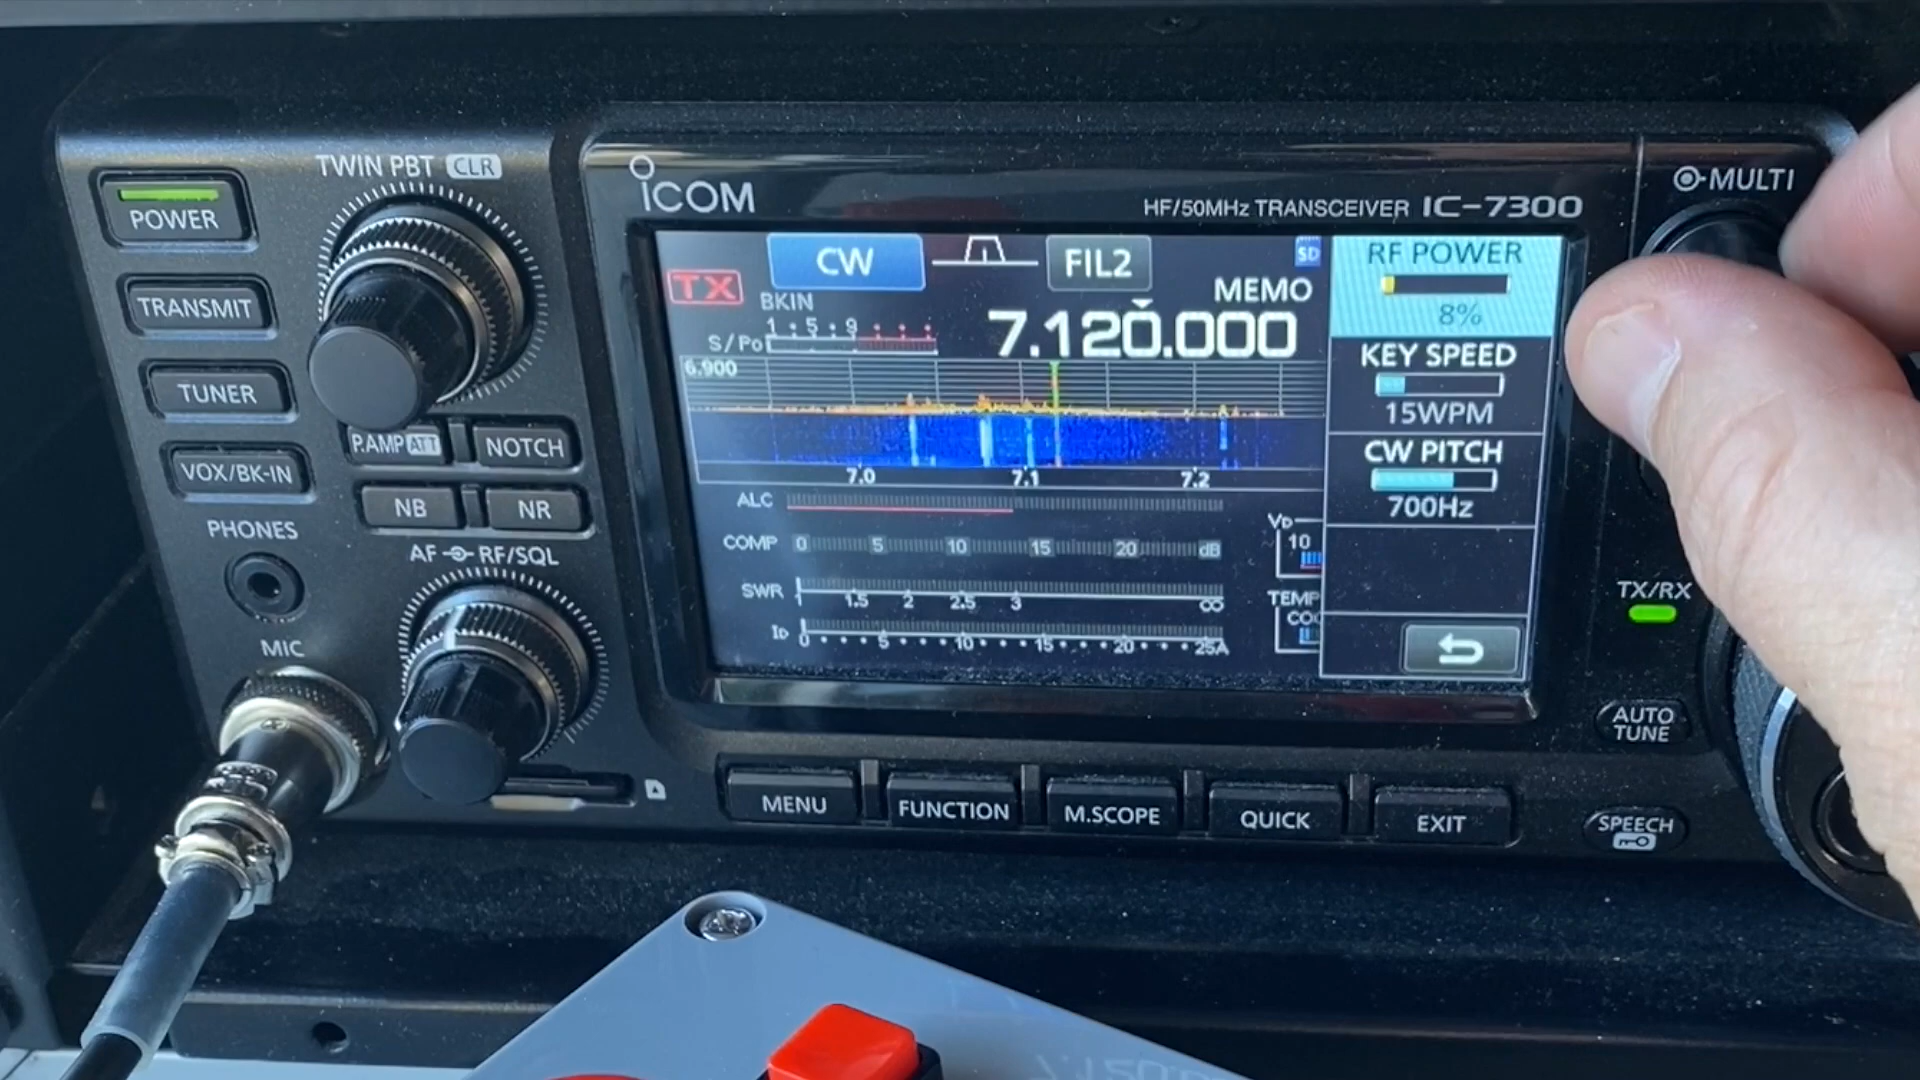 TWIN PBT CLR
POWER
TRANSMIT
TUNER
VOX/BK-IN
P.AMP ATT
NOTCH
NB
NR
PHONES
AF RF/SQL
MIC
ICOM
HF/50MHz TRANSCEIVER IC-7300
MULTI
CW
FIL2
SD
RF POWER
8%
TX
BKIN
MEMO
1 5 9
S/Po
7.120.000
KEY SPEED
15WPM
6.900
CW PITCH
700Hz
7.0 7.1 7.2
ALC
COMP 0 5 10 15 20 dB
SWR 1 1.5 2 2.5 3 ∞
ID 0 5 10 15 20 25A
VD
10
TEMP
TX/RX
AUTO
TUNE
SPEECH
MENU
FUNCTION
M.SCOPE
QUICK
EXIT